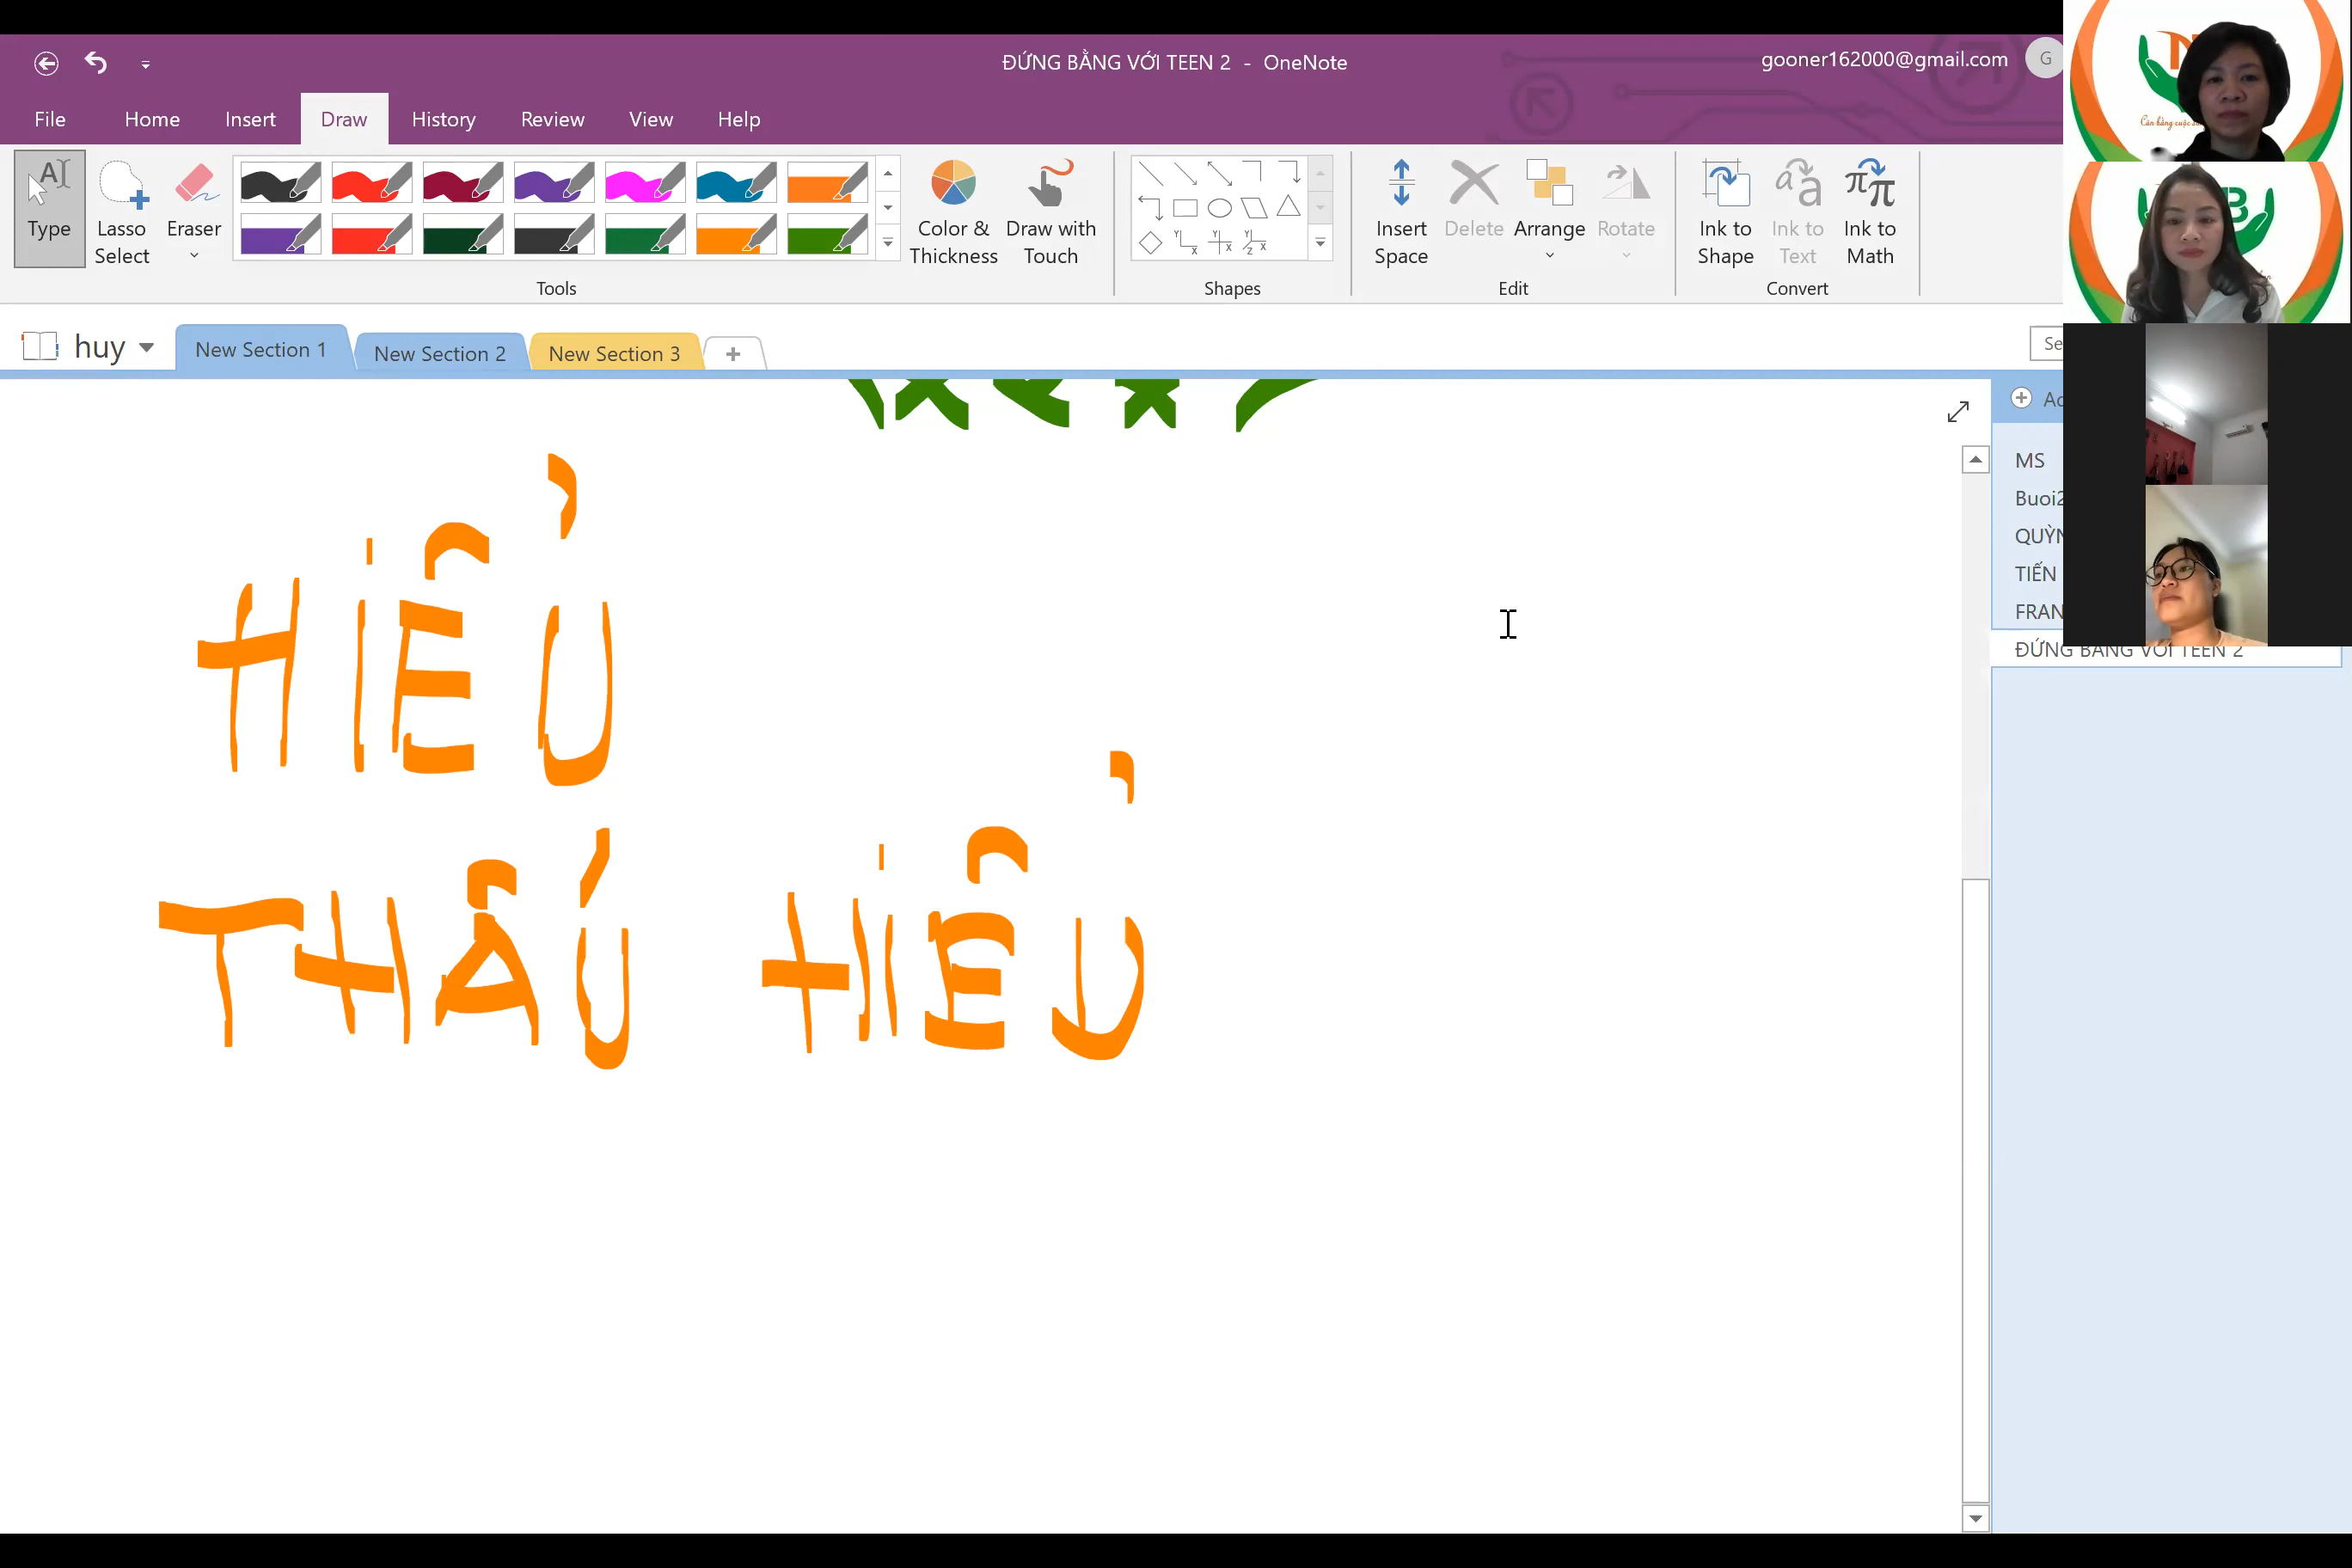 ĐỨNG BẰNG VỚI TEEN 2 - OneNote
gooner162000@gmail.com
G
File Home Insert Draw History Review View Help
Type
Lasso Select
Eraser
Color & Thickness
Draw with Touch
Insert Space
Delete
Arrange
Rotate
Ink to Shape
Ink to Text
Ink to Math
Tools
Shapes
Edit
Convert
huy
New Section 1
New Section 2
New Section 3
MS
Buoi2
TIẾN
FRAN
ĐỨNG BẰNG VỚI TEEN 2
HIỂU
THẤU HIỂU